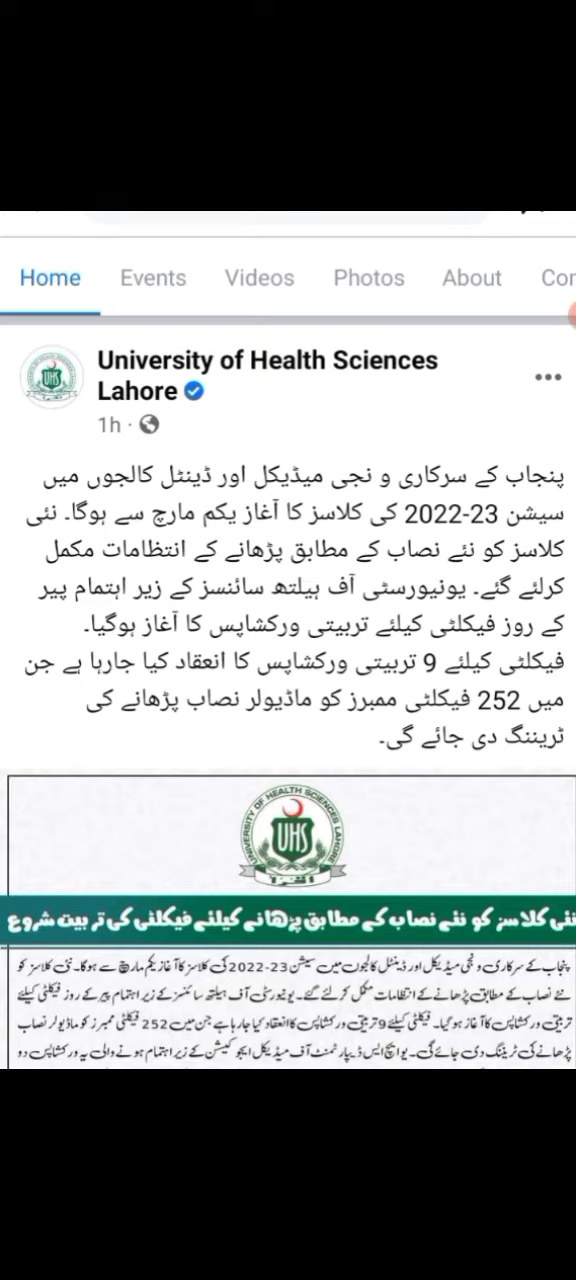 Home Events Videos Photos About Cor
University of Health Sciences
Lahore
1h
پنجاب کے سرکاری و نجی میڈیکل اور ڈینٹل کالجوں میں
سیشن 23-2022 کی کلاسز کا آغاز یکم مارچ سے ہوگا۔ نئی
کلاسز کو نئے نصاب کے مطابق پڑھانے کے انتظامات مکمل
کرلئے گئے۔ یونیورسٹی آف ہیلتھ سائنسز کے زیر اہتمام پیر
کے روز فیکلٹی کیلئے تربیتی ورکشاپس کا آغاز ہوگیا۔
فیکلٹی کیلئے 9 تربیتی ورکشاپس کا انعقاد کیا جارہا ہے جن
میں 252 فیکلٹی ممبرز کو ماڈیولر نصاب پڑھانے کی
ٹریننگ دی جائے گی۔
UNIVERSITY OF HEALTH SCIENCES LAHORE
UHS
اقرا
نئی کلاسز کو نئے نصاب کے مطابق پڑھانے کیلئے فیکلٹی کی تربیت شروع
پنجاب کے سرکاری و نجی میڈیکل اور ڈینٹل کالجوں میں سیشن 23-2022 کی کلاسز کا آغاز یکم مارچ سے ہوگا۔ نئی کلاسز کو
نئے نصاب کے مطابق پڑھانے کے انتظامات مکمل کرلئے گئے۔ یونیورسٹی آف ہیلتھ سائنسز کے زیر اہتمام پیر کے روز فیکلٹی کیلئے
تربیتی ورکشاپس کا آغاز ہوگیا۔ فیکلٹی کیلئے 9 تربیتی ورکشاپس کا انعقاد کیا جارہا ہے جن میں 252 فیکلٹی ممبرز کو ماڈیولر نصاب
پڑھانے کی ٹریننگ دی جائے گی۔ یو ایچ ایس ڈیپارٹمنٹ آف میڈیکل ایجوکیشن کے زیر اہتمام ہونے والی یہ ورکشاپس دو